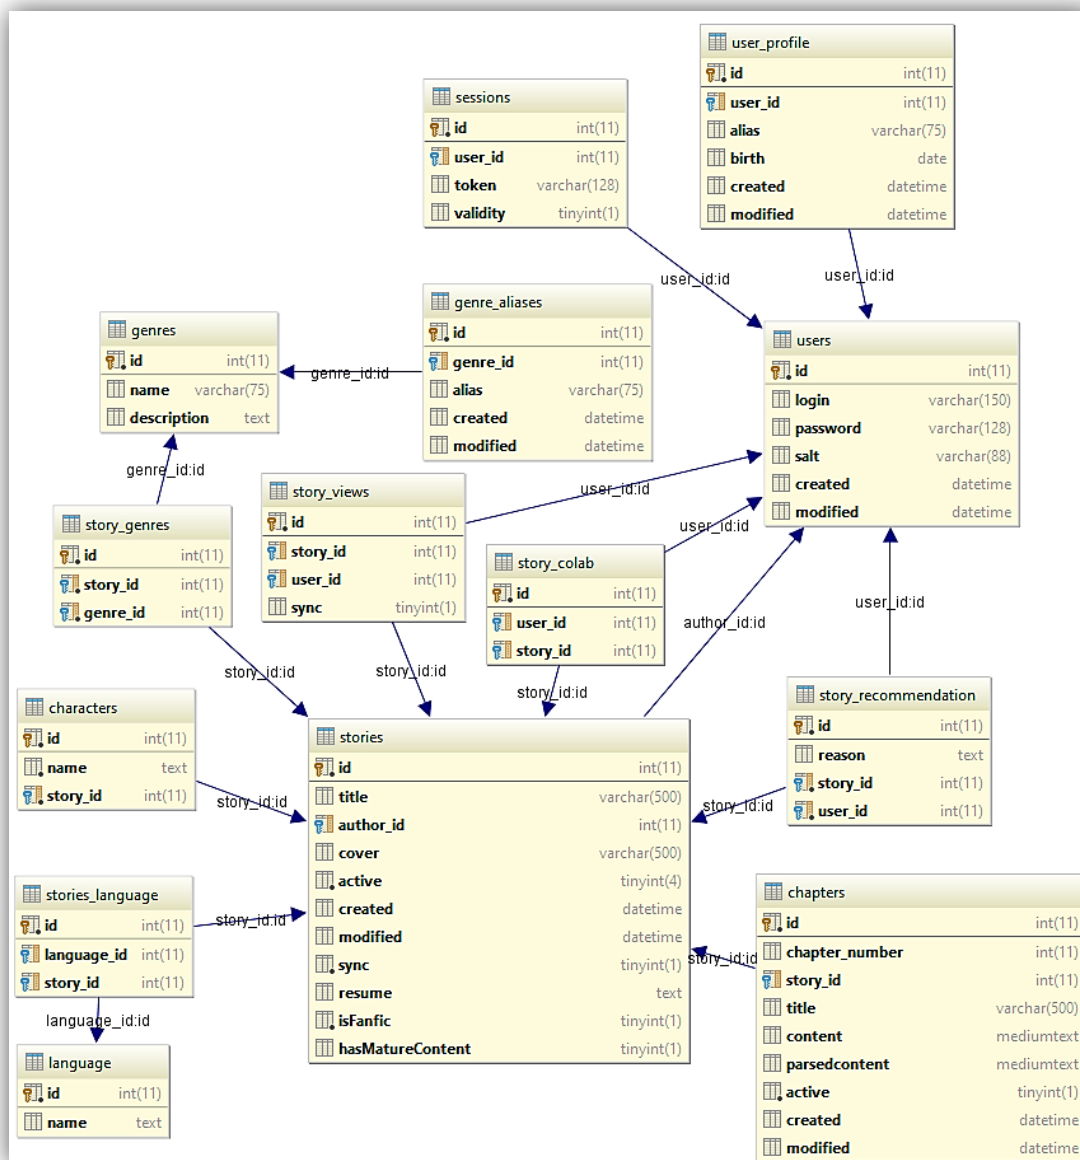 user_profile
id int(11)
user_id int(11)
alias varchar(75)
birth date
created datetime
modified datetime
sessions
id int(11)
user_id int(11)
token varchar(128)
validity tinyint(1)
user_id:id
user_id:id
genres
id int(11)
name varchar(75)
description text
genre_aliases
id int(11)
genre_id int(11)
alias varchar(75)
created datetime
modified datetime
genre_id:id
users
id int(11)
login varchar(150)
password varchar(128)
salt varchar(88)
created datetime
modified datetime
genre_id:id
story_views
id int(11)
story_id int(11)
user_id int(11)
sync tinyint(1)
user_id:id
story_genres
id int(11)
story_id int(11)
genre_id int(11)
user_id:id
story_colab
id int(11)
user_id int(11)
story_id int(11)
author_id:id
user_id:id
story_id:id
story_id:id
story_id:id
characters
id int(11)
name text
story_id int(11)
story_id:id
story_recommendation
id int(11)
reason text
story_id int(11)
user_id int(11)
story_id:id
stories
id int(11)
title varchar(500)
author_id int(11)
cover varchar(500)
active tinyint(4)
created datetime
modified datetime
sync tinyint(1)
resume text
isFanfic tinyint(1)
hasMatureContent tinyint(1)
stories_language
id int(11)
language_id int(11)
story_id int(11)
story_id:id
language_id:id
language
id int(11)
name text
story_id:id
chapters
id int(11)
chapter_number int(11)
story_id int(11)
title varchar(500)
content mediumtext
parsedcontent mediumtext
active tinyint(1)
created datetime
modified datetime